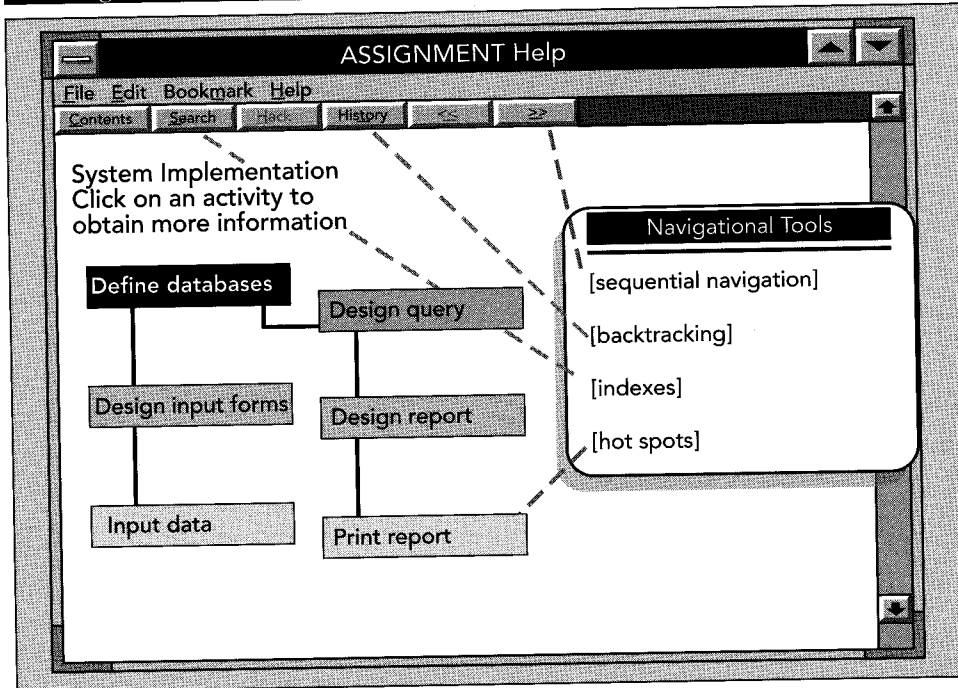 ASSIGNMENT Help
File Edit Bookmark Help
Contents Search History << >>
System Implementation
Click on an activity to
obtain more information
Define databases
Design query
Design input forms
Design report
Input data
Print report
Navigational Tools
[sequential navigation]
[backtracking]
[indexes]
[hot spots]